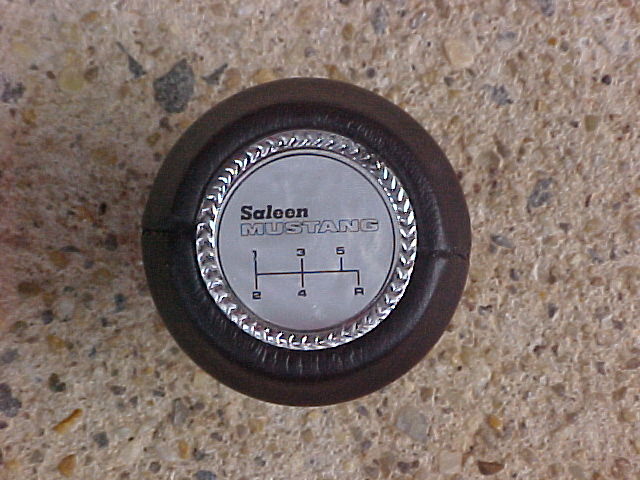 Saleen
MUSTANG
1 3 5
2 4 R